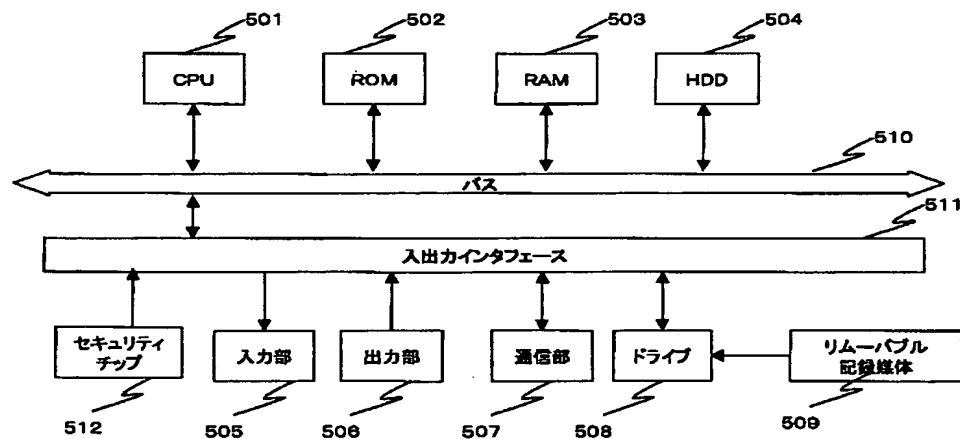 501
502
503
504
CPU
ROM
RAM
HDD
510
バス
511
入出力インタフェース
セキュリティ
チップ
入力部
出力部
通信部
ドライブ
リムーバブル
記録媒体
512
505
506
507
508
509